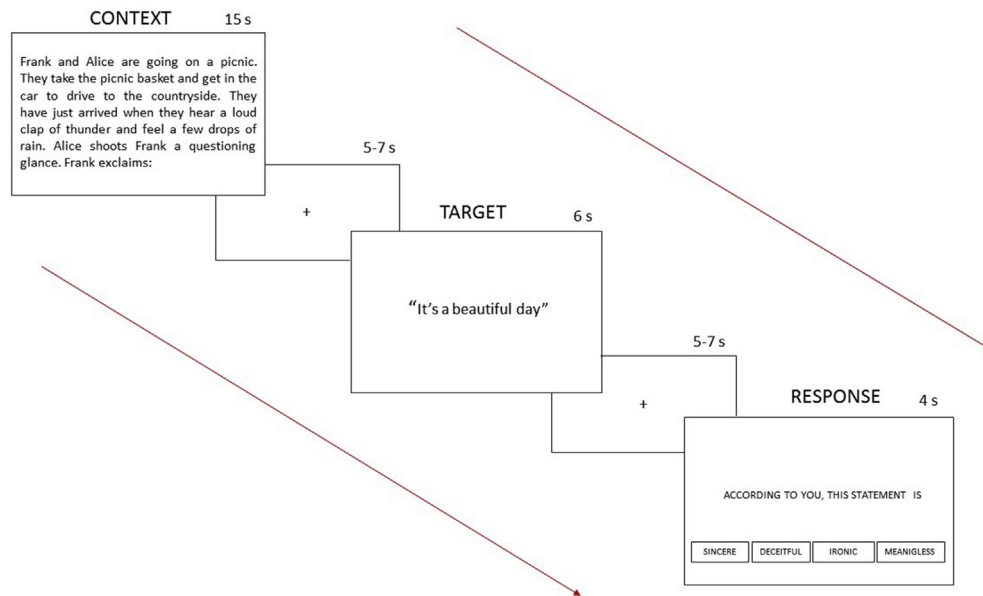 CONTEXT 15 s
Frank and Alice are going on a picnic.
They take the picnic basket and get in the
car to drive to the countryside. They
have just arrived when they hear a loud
clap of thunder and feel a few drops of
rain. Alice shoots Frank a questioning
glance. Frank exclaims:
5-7 s
+
TARGET 6 s
“It’s a beautiful day”
5-7 s
+
RESPONSE 4 s
ACCORDING TO YOU, THIS STATEMENT IS
SINCERE DECEITFUL IRONIC MEANIGLESS